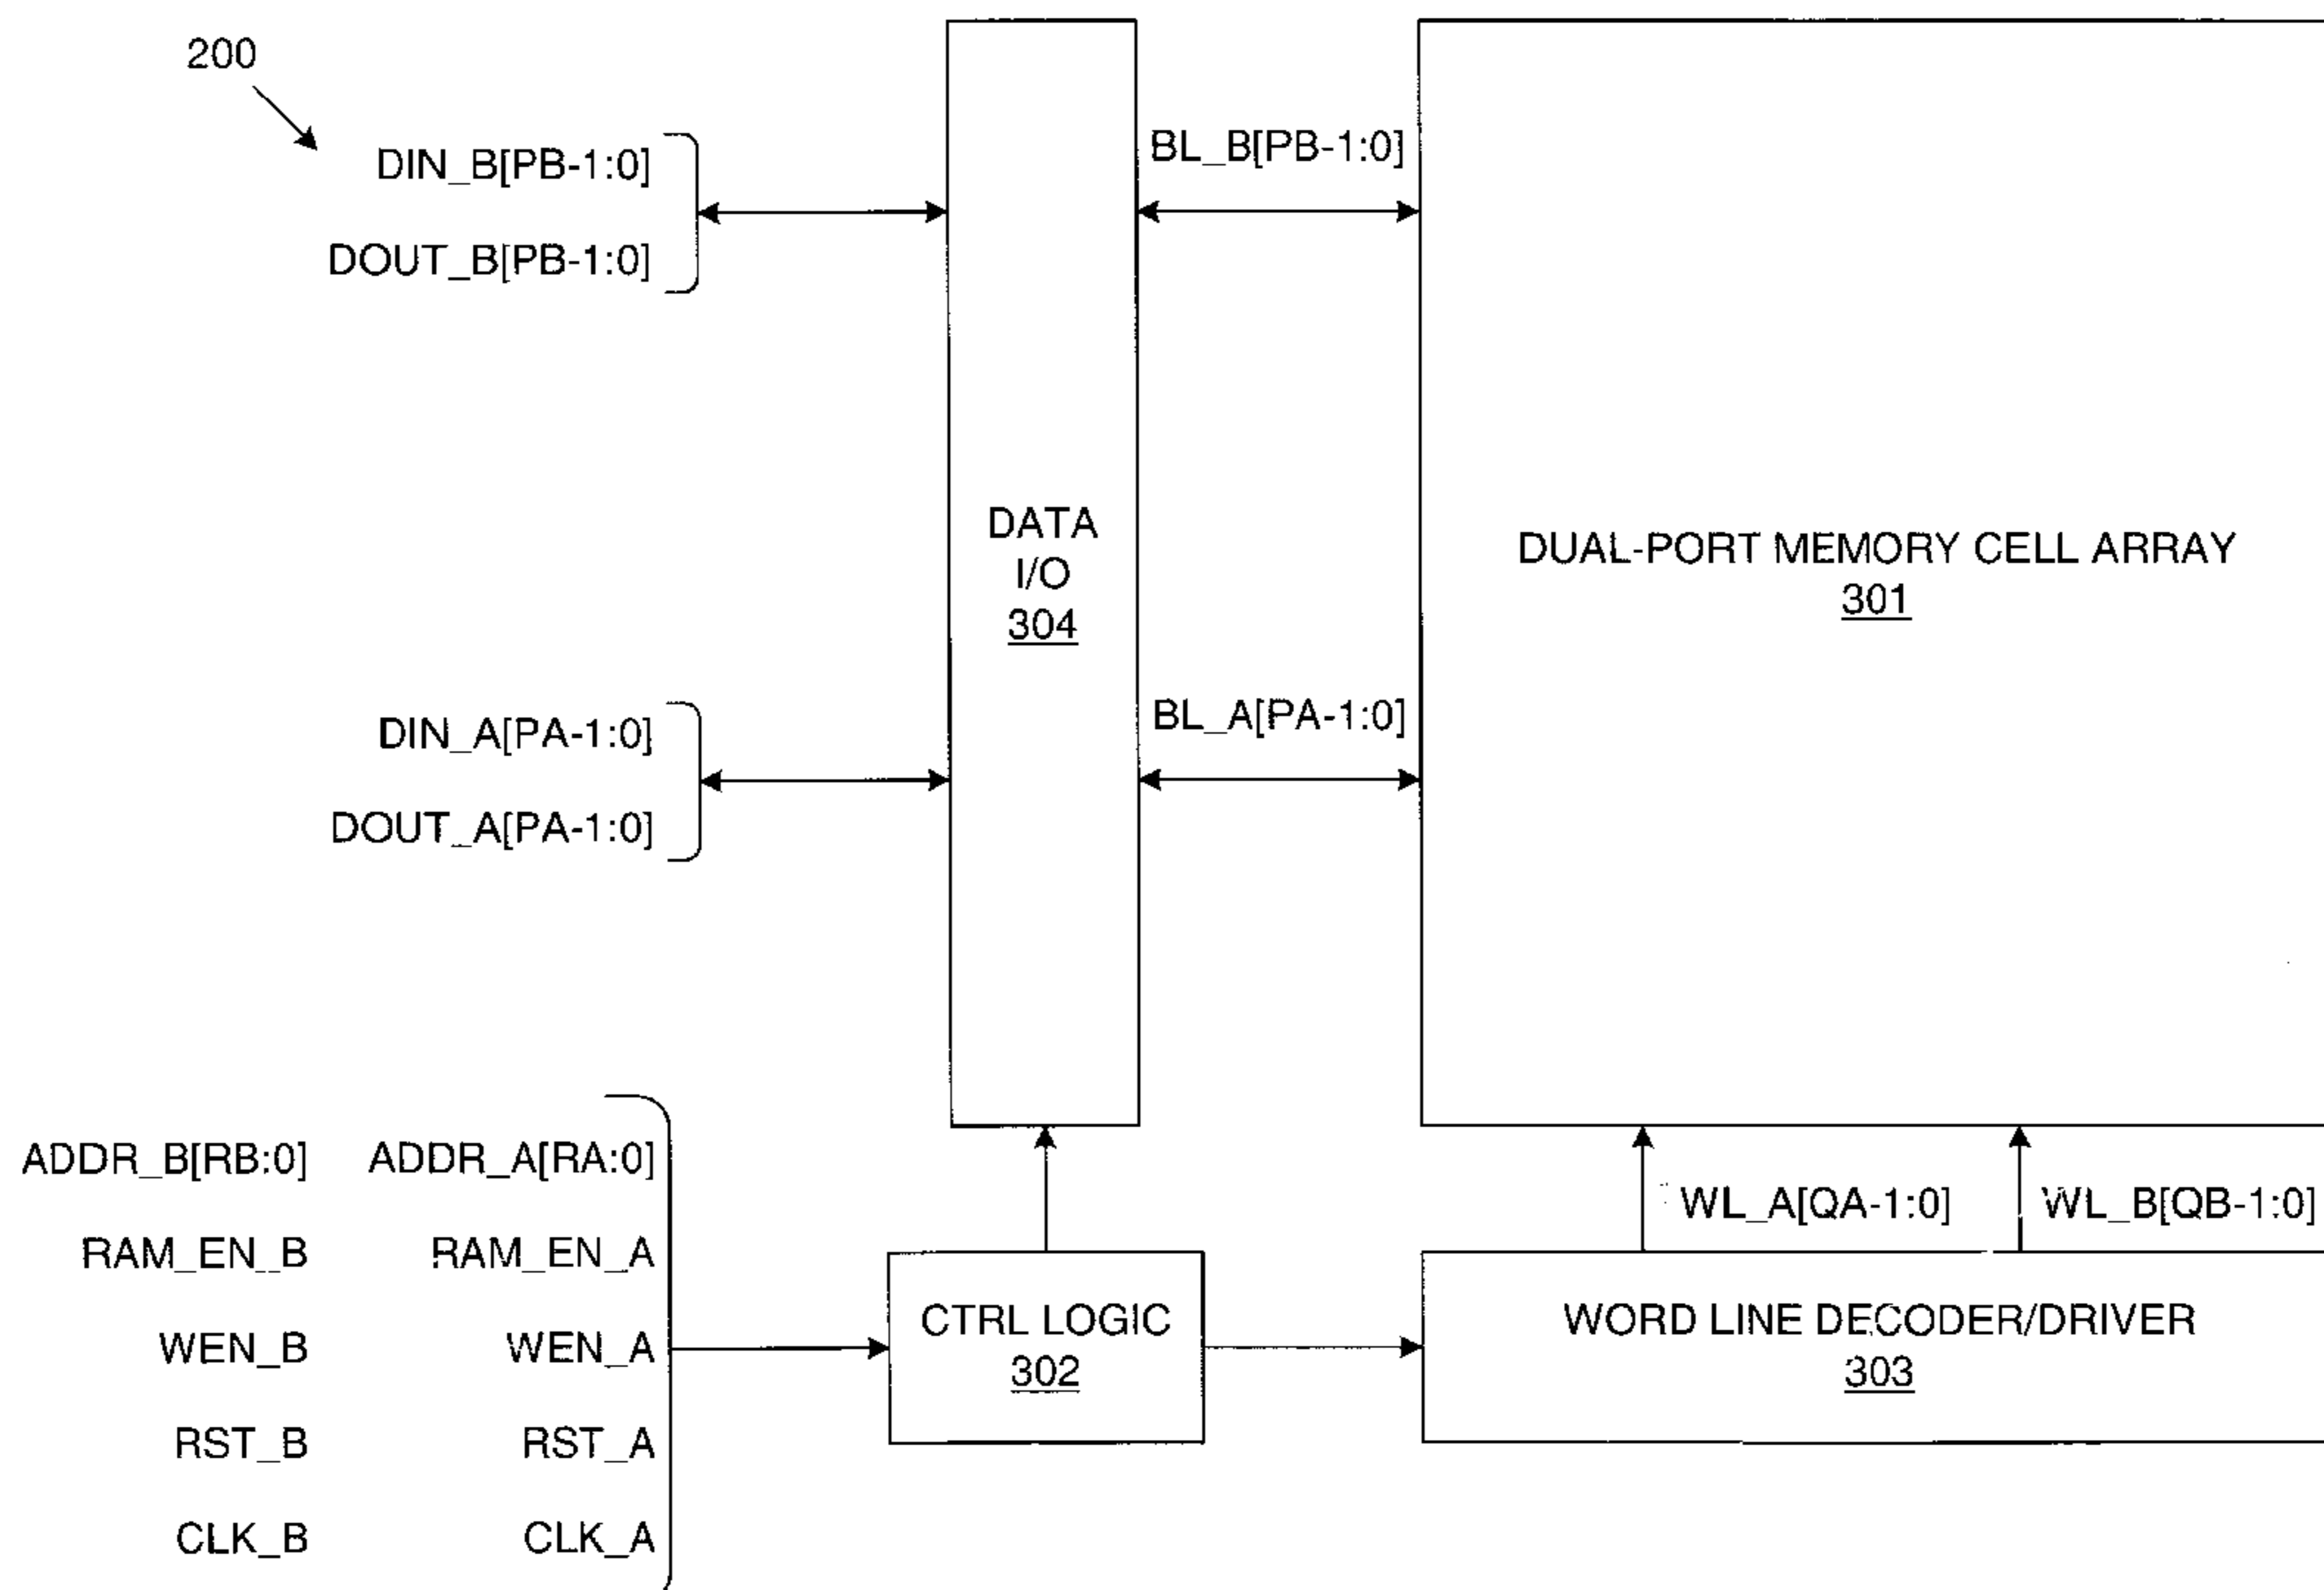 200
DIN_B[PB-1:0]
DOUT_B[PB-1:0]
BL_B[PB-1:0]
DATA
I/O
304
DUAL-PORT MEMORY CELL ARRAY
301
DIN_A[PA-1:0]
DOUT_A[PA-1:0]
BL_A[PA-1:0]
ADDR_B[RB:0] ADDR_A[RA:0]
RAM_EN_B RAM_EN_A
WEN_B WEN_A
RST_B RST_A
CLK_B CLK_A
CTRL LOGIC
302
WL_A[QA-1:0] WL_B[QB-1:0]
WORD LINE DECODER/DRIVER
303